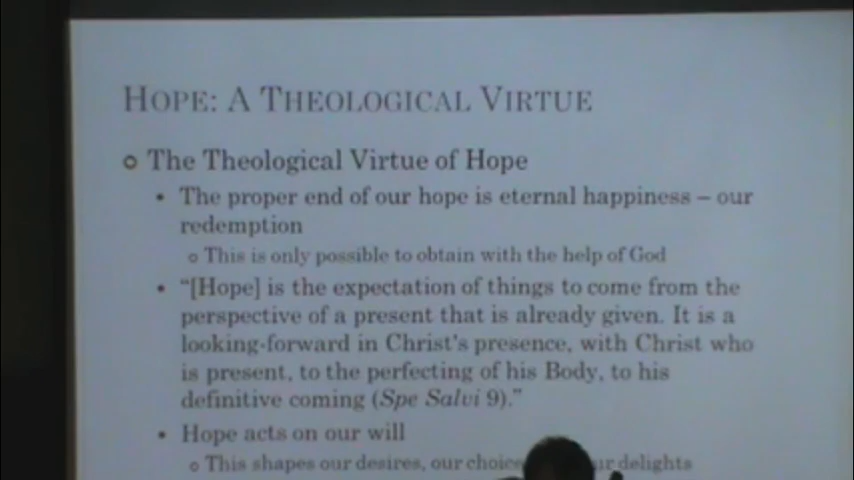 HOPE: A THEOLOGICAL VIRTUE
The Theological Virtue of Hope
• The proper end of our hope is eternal happiness – our
redemption
This is only possible to obtain with the help of God
• "[Hope] is the expectation of things to come from the
perspective of a present that is already given. It is a
looking-forward in Christ's presence, with Christ who
is present, to the perfecting of his Body, to his
definitive coming (Spe Salvi 9)."
• Hope acts on our will
This shapes our desires, our delights